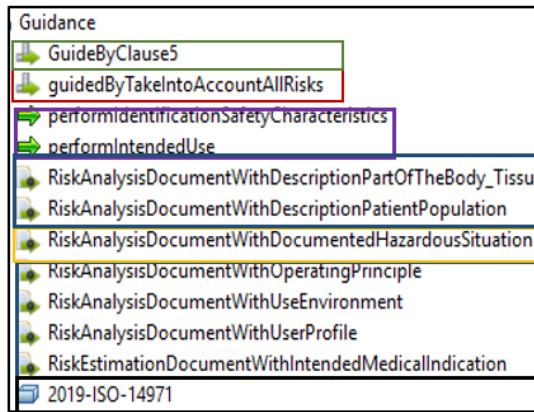 Guidance
GuideByClause5
guidedByTakeIntoAccountAllRisks
performIdentificationSafetyCharacteristics
performIntendedUse
RiskAnalysisDocumentWithDescriptionPartOfTheBody_Tissu
RiskAnalysisDocumentWithDescriptionPatientPopulation
RiskAnalysisDocumentWithDocumentedHazardousSituation
RiskAnalysisDocumentWithOperatingPrinciple
RiskAnalysisDocumentWithUseEnvironment
RiskAnalysisDocumentWithUserProfile
RiskEstimationDocumentWithIntendedMedicalIndication
2019-ISO-14971